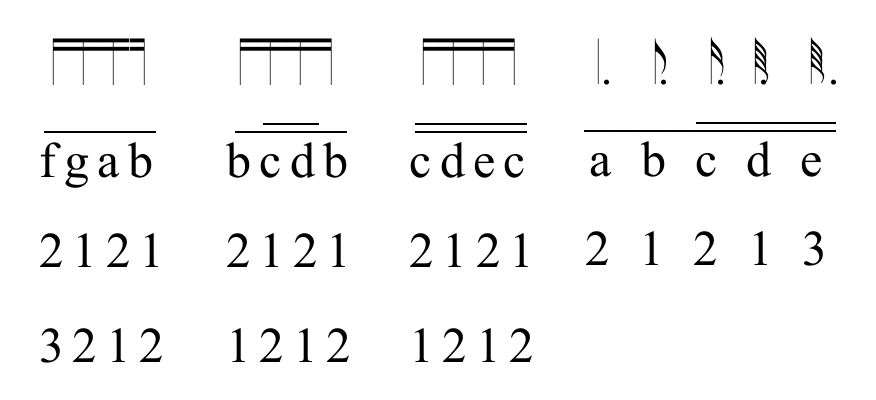 f g a b b c d b c d e c a b c d e
2 1 2 1 2 1 2 1 2 1 2 1 2 1 2 1 3
3 2 1 2 1 2 1 2 1 2 1 2